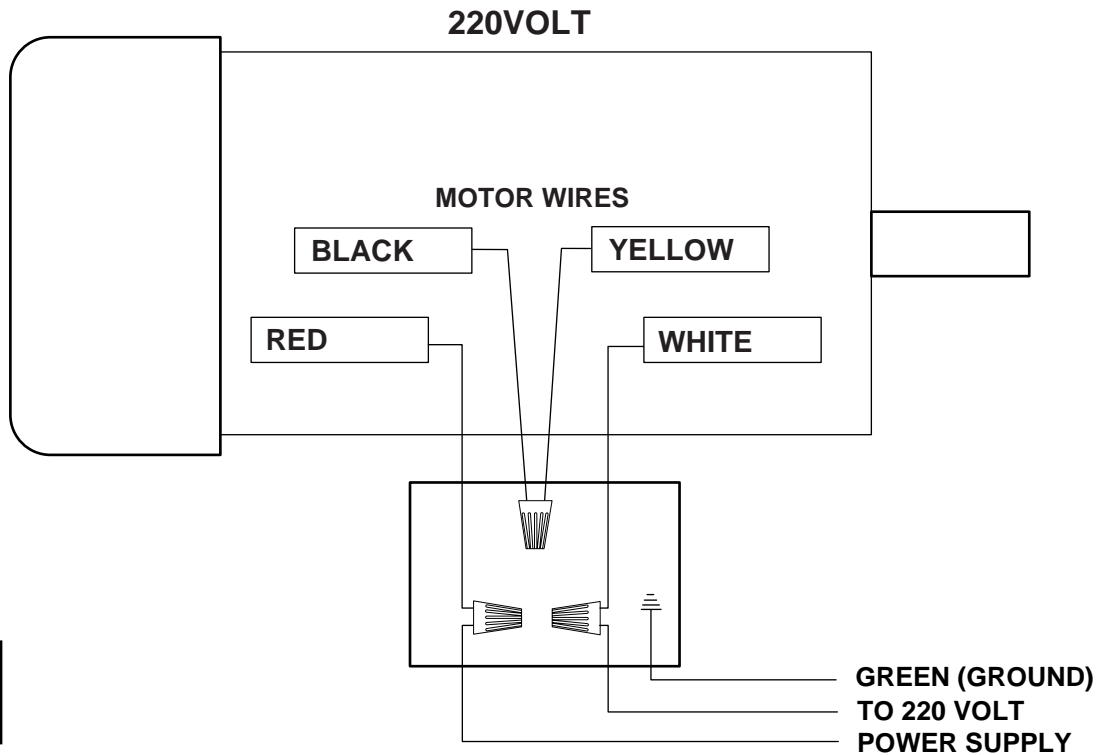 220VOLT
MOTOR WIRES
BLACK
YELLOW
RED
WHITE
GREEN (GROUND)
TO 220 VOLT
POWER SUPPLY